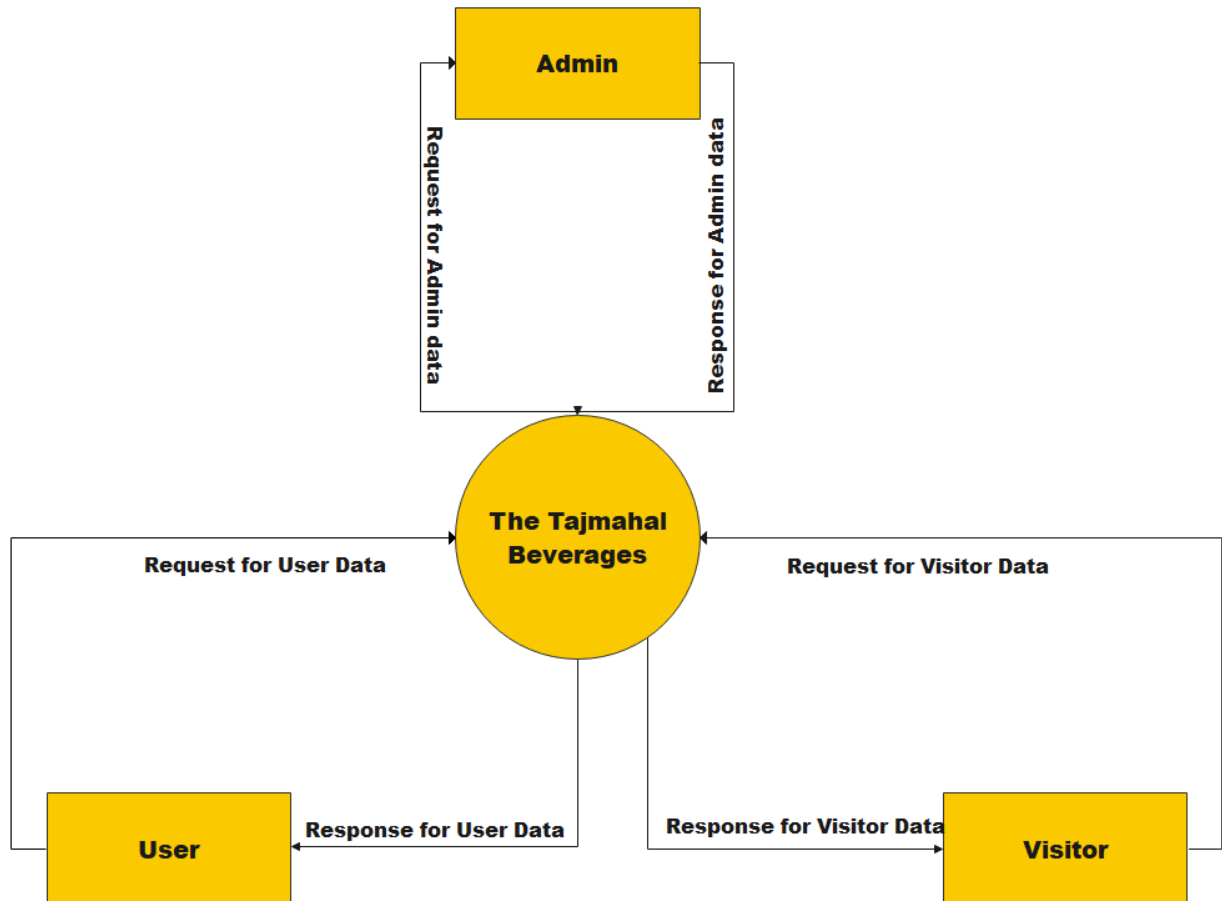 Admin
Request for Admin data
Response for Admin data
The Tajmahal
Beverages
Request for User Data
Request for Visitor Data
Response for User Data
Response for Visitor Data
User
Visitor